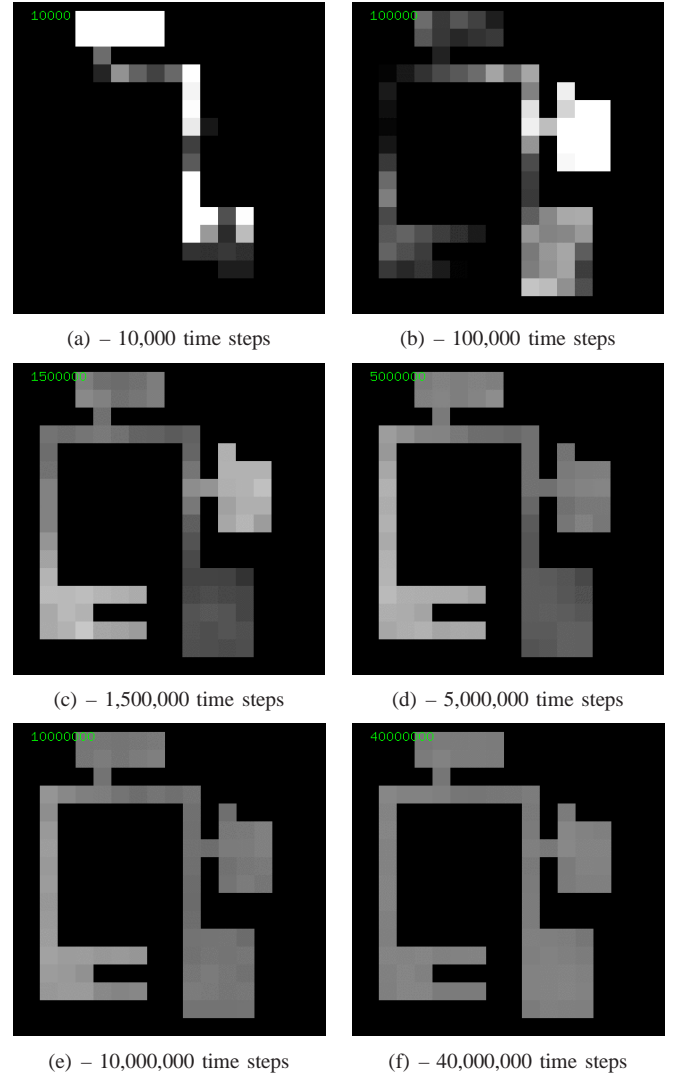 10000
100000
(a) – 10,000 time steps
(b) – 100,000 time steps
1500000
5000000
(c) – 1,500,000 time steps
(d) – 5,000,000 time steps
10000000
40000000
(e) – 10,000,000 time steps
(f) – 40,000,000 time steps